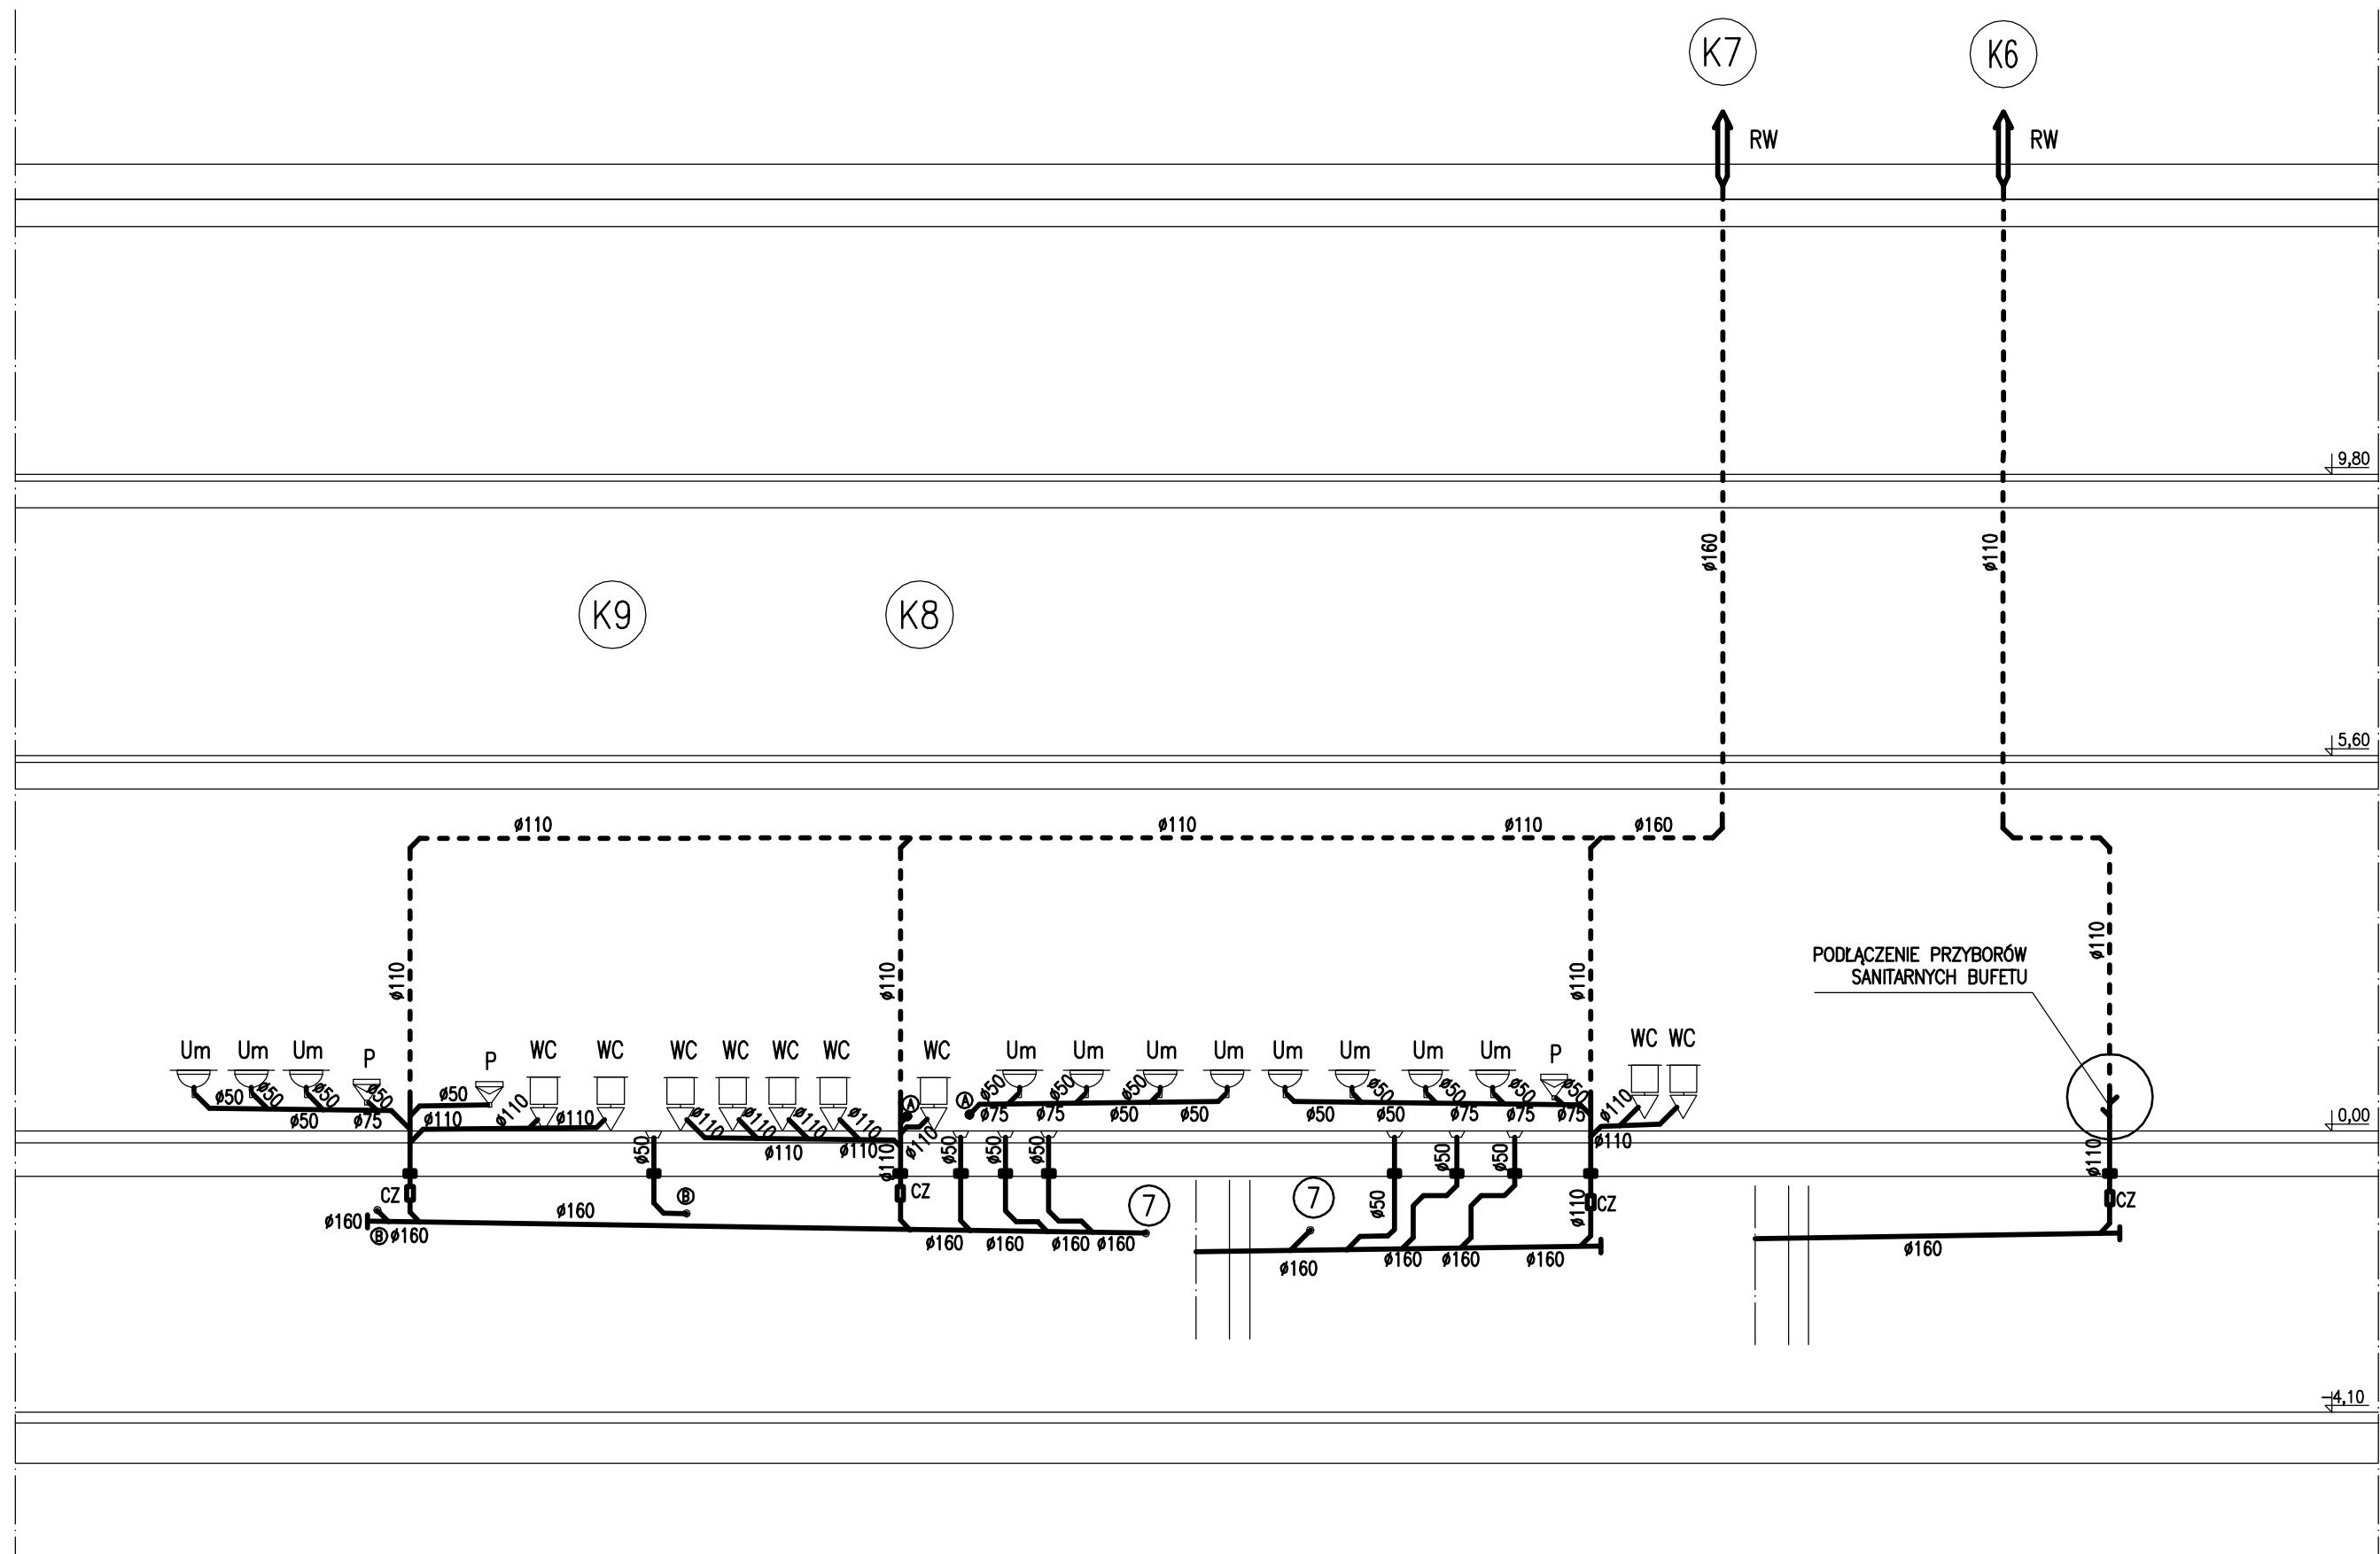 K7 K6
RW RW
9,80
ø160 ø110
K9 K8
5,60
ø110 ø110 ø110 ø160
ø110 ø110 ø110 ø110
PODŁĄCZENIE PRZYBORÓW
SANITARNYCH BUFETU
Um Um Um P P WC WC WC WC WC WC WC Um Um Um Um Um Um Um Um P WC WC
ø50 ø50 ø50 ø50 ø50 ø110 ø110 ø110 ø110 ø110 A A ø50 ø50 ø50 ø50 ø50 ø50 ø50 ø110
ø50 ø75 ø110 ø110 ø75 ø75 ø50 ø50 ø50 ø50 ø75 ø75 ø75 0,00
ø50 ø110 ø110 ø110 ø110 ø50 ø50 ø50 ø50 ø50 ø110 ø110
CZ B CZ 7 7 ø50 ø110 CZ CZ
ø160 ø160
B ø160 ø160 ø160 ø160 ø160 ø160 ø160 ø160 ø160 ø160
-4,10